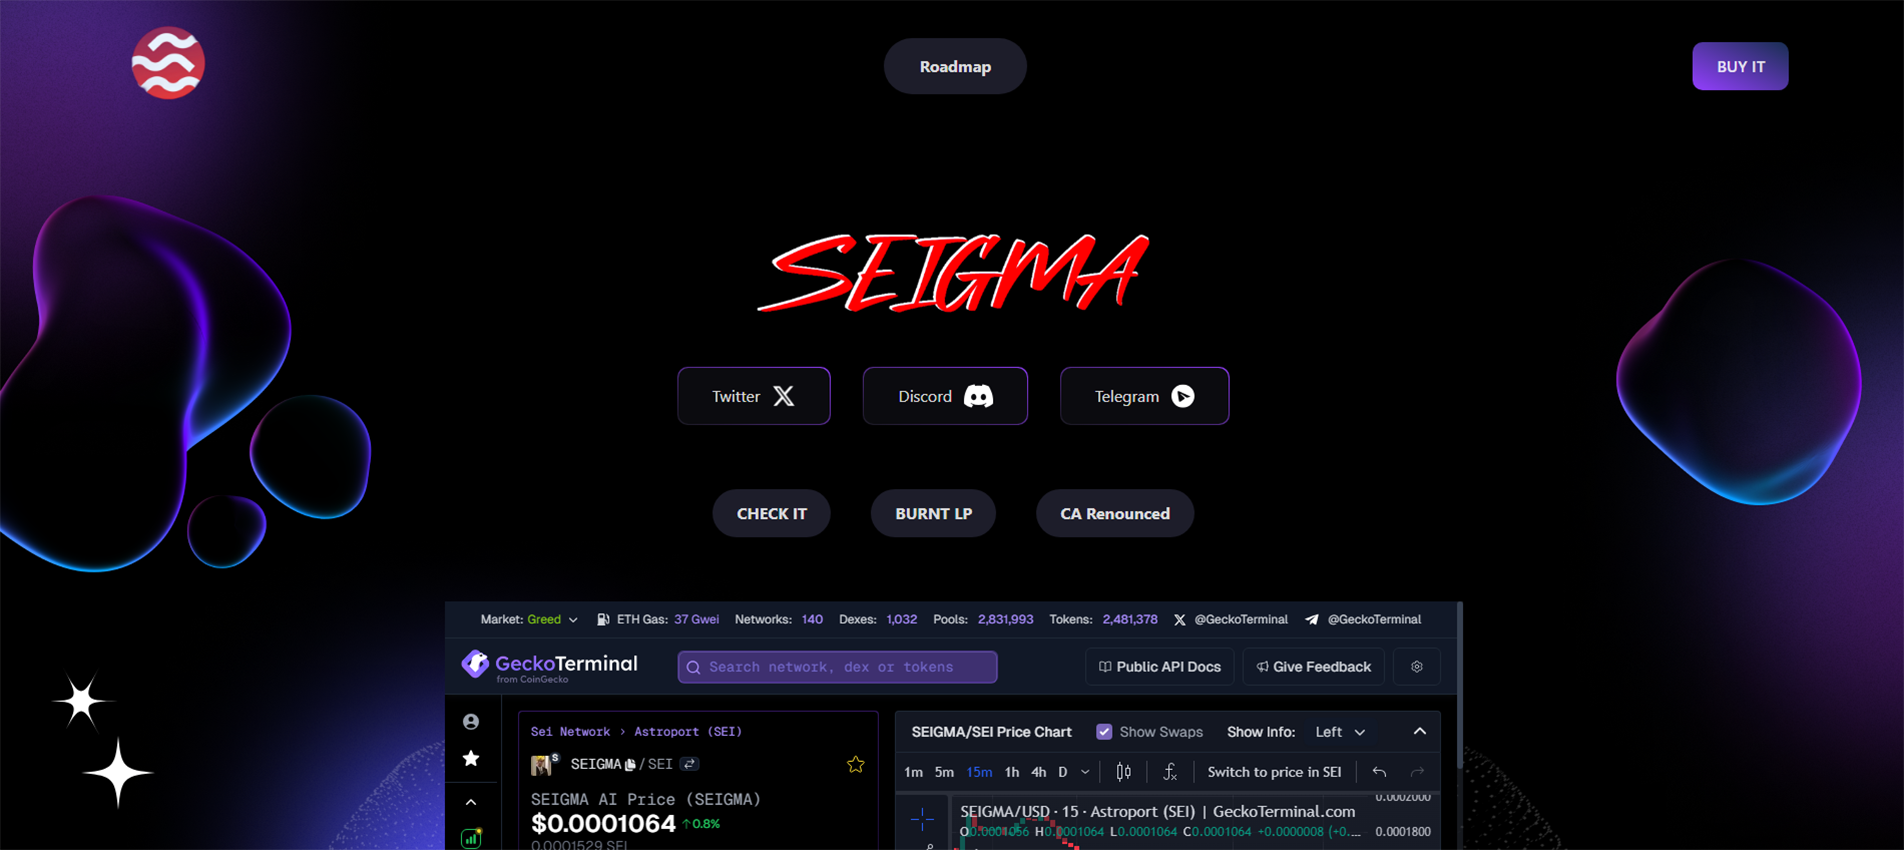 Roadmap
BUY IT
SEIGMA
Twitter
Discord
Telegram
CHECK IT
BURNT LP
CA Renounced
Market: Greed
ETH Gas: 37 Gwei
Networks: 140
Dexes: 1,032
Pools: 2,831,993
Tokens: 2,481,378
@GeckoTerminal
@GeckoTerminal
GeckoTerminal
from CoinGecko
Search network, dex or tokens
Public API Docs
Give Feedback
Sei Network › Astroport (SEI)
S
SEIGMA / SEI
SEIGMA AI Price (SEIGMA)
$0.0001064 ↑0.8%
0.0001529 SEI
SEIGMA/SEI Price Chart
Show Swaps
Show Info: Left
1m 5m 15m 1h 4h D
Switch to price in SEI
0.0002000
SEIGMA/USD · 15 · Astroport (SEI) | GeckoTerminal.com
O0.0001056 H0.0001064 L0.0001064 C0.0001064 +0.0000008 (+0....
0.0001800